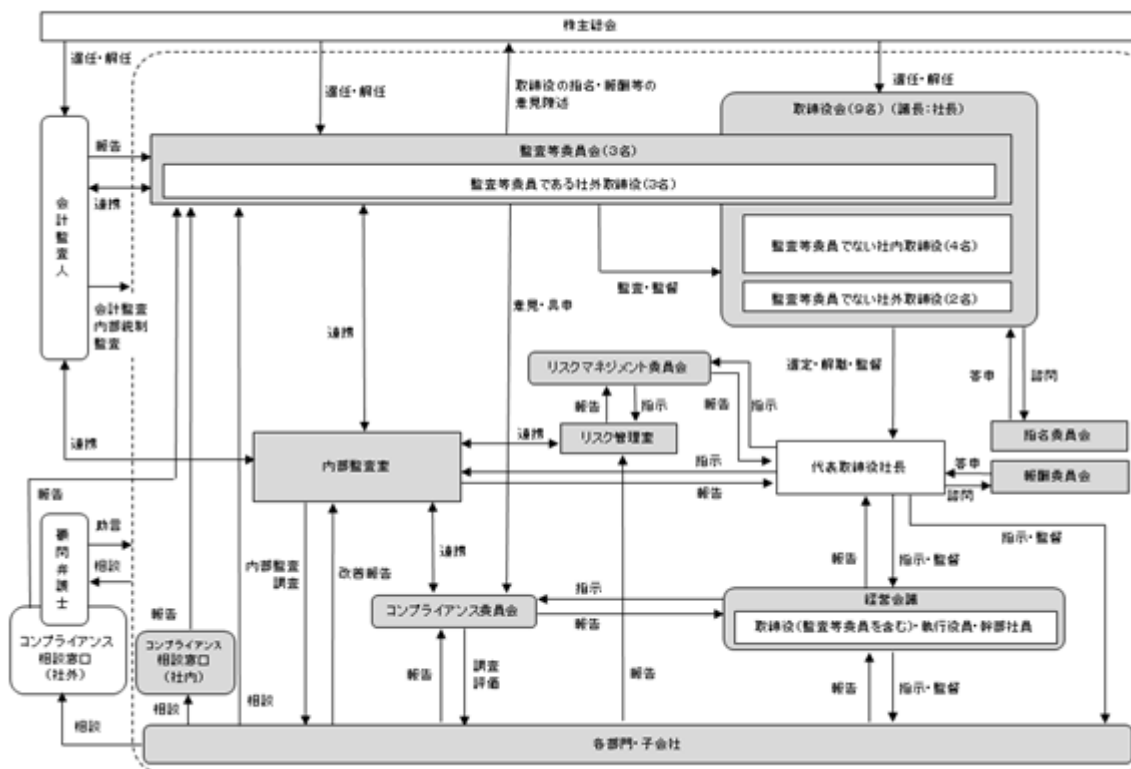 株主総会
選任・解任
選任・解任
取締役の指名・報酬等の
意見陳述
選任・解任
取締役会(9名)(議長:社長)
報告
監査等委員会(3名)
監査等委員である社外取締役(3名)
連携
会計監査人
監査等委員でない社内取締役(4名)
会計監査
内部統制
監査
監査・監督
監査等委員でない社外取締役(2名)
意見・具申
連携
リスクマネジメント委員会
選定・解職・監督
答申
諮問
報告
指示
報告
指示
連携
連携
リスク管理室
指名委員会
内部監査室
指示
代表取締役社長
答申
報酬委員会
報告
報告
諮問
顧問弁護士
助言
相談
内部監査
調査
改善報告
連携
報告
指示・監督
指示・監督
指示
コンプライアンス委員会
報告
経営会議
取締役(監査等委員を含む)・執行役員・幹部社員
コンプライアンス
相談窓口
(社外)
報告
コンプライアンス
相談窓口
(社内)
報告
調査
評価
報告
報告
指示・監督
相談
相談
相談
各部門・子会社